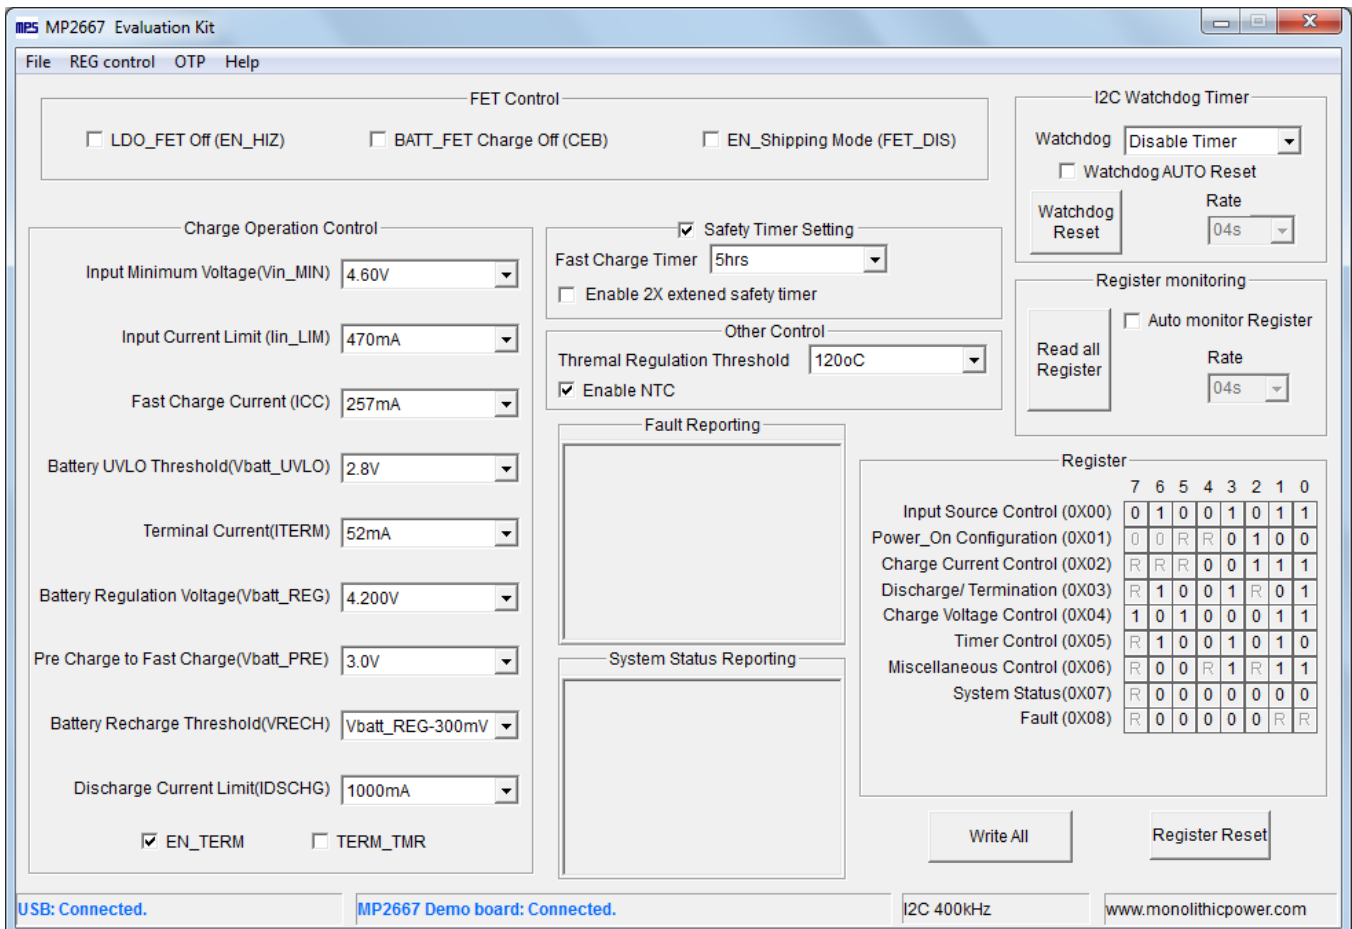 mps MP2667 Evaluation Kit
File REG control OTP Help
FET Control
LDO_FET Off (EN_HIZ) BATT_FET Charge Off (CEB) EN_Shipping Mode (FET_DIS)
I2C Watchdog Timer
Watchdog Disable Timer
Watchdog AUTO Reset
Watchdog Reset
Rate
04s
Charge Operation Control
Input Minimum Voltage(Vin_MIN) 4.60V
Input Current Limit (Iin_LIM) 470mA
Fast Charge Current (ICC) 257mA
Battery UVLO Threshold(Vbatt_UVLO) 2.8V
Terminal Current(ITERM) 52mA
Battery Regulation Voltage(Vbatt_REG) 4.200V
Pre Charge to Fast Charge(Vbatt_PRE) 3.0V
Battery Recharge Threshold(VRECH) Vbatt_REG-300mV
Discharge Current Limit(IDSCHG) 1000mA
EN_TERM TERM_TMR
Safety Timer Setting
Fast Charge Timer 5hrs
Enable 2X extened safety timer
Other Control
Thremal Regulation Threshold 120oC
Enable NTC
Fault Reporting
System Status Reporting
Register monitoring
Auto monitor Register
Read all Register
Rate
04s
Register
7 6 5 4 3 2 1 0
Input Source Control (0X00) 0 1 0 0 1 0 1 1
Power_On Configuration (0X01) 0 0 R R 0 1 0 0
Charge Current Control (0X02) R R R 0 0 1 1 1
Discharge/ Termination (0X03) R 1 0 0 1 R 0 1
Charge Voltage Control (0X04) 1 0 1 0 0 0 1 1
Timer Control (0X05) R 1 0 0 1 0 1 0
Miscellaneous Control (0X06) R 0 0 R 1 R 1 1
System Status(0X07) R 0 0 0 0 0 0 0
Fault (0X08) R 0 0 0 0 0 R R
Write All Register Reset
USB: Connected. MP2667 Demo board: Connected. I2C 400kHz www.monolithicpower.com